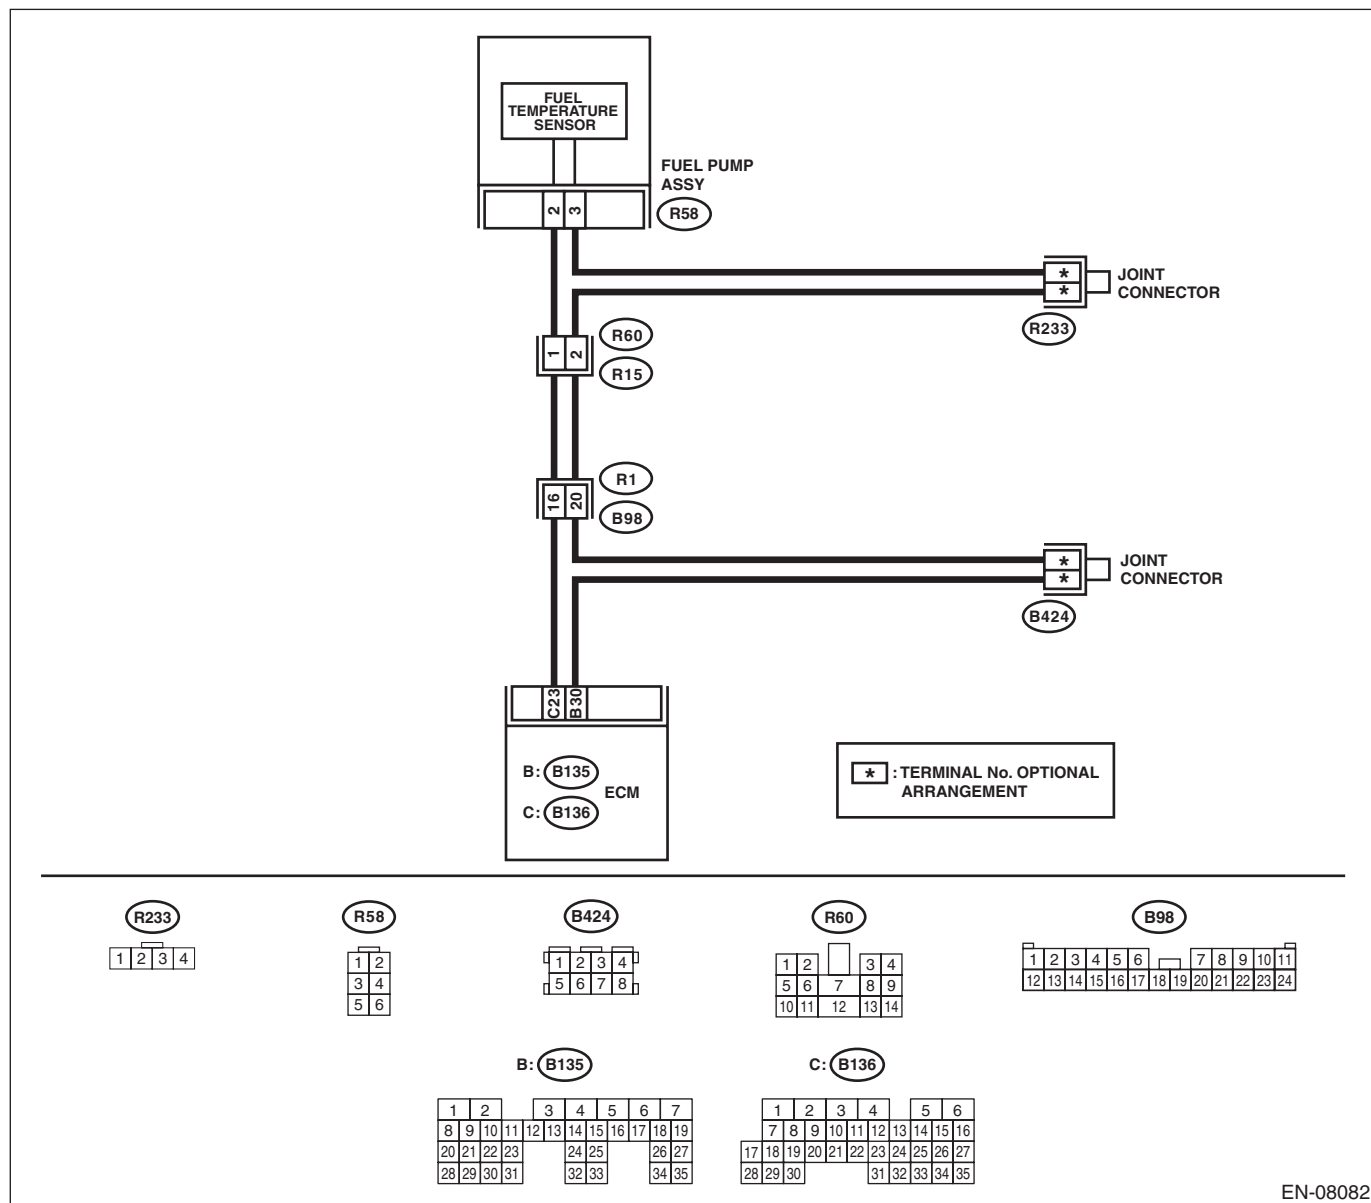 FUEL
TEMPERATURE
SENSOR
FUEL PUMP
ASSY
2 3
R58
* JOINT
* CONNECTOR
R233
R60
1 2
R15
R1
16 20
B98
* JOINT
* CONNECTOR
B424
C23 B30
B: B135
ECM
C: B136
* : TERMINAL No. OPTIONAL
ARRANGEMENT
R233
1 2 3 4
R58
1 2
3 4
5 6
B424
1 2 3 4
5 6 7 8
R60
1 2 3 4
5 6 7 8 9
10 11 12 13 14
B98
1 2 3 4 5 6 7 8 9 10 11
12 13 14 15 16 17 18 19 20 21 22 23 24
B: B135
1 2 3 4 5 6 7
8 9 10 11 12 13 14 15 16 17 18 19
20 21 22 23 24 25 26 27
28 29 30 31 32 33 34 35
C: B136
1 2 3 4 5 6
7 8 9 10 11 12 13 14 15 16
17 18 19 20 21 22 23 24 25 26 27
28 29 30 31 32 33 34 35
EN-08082